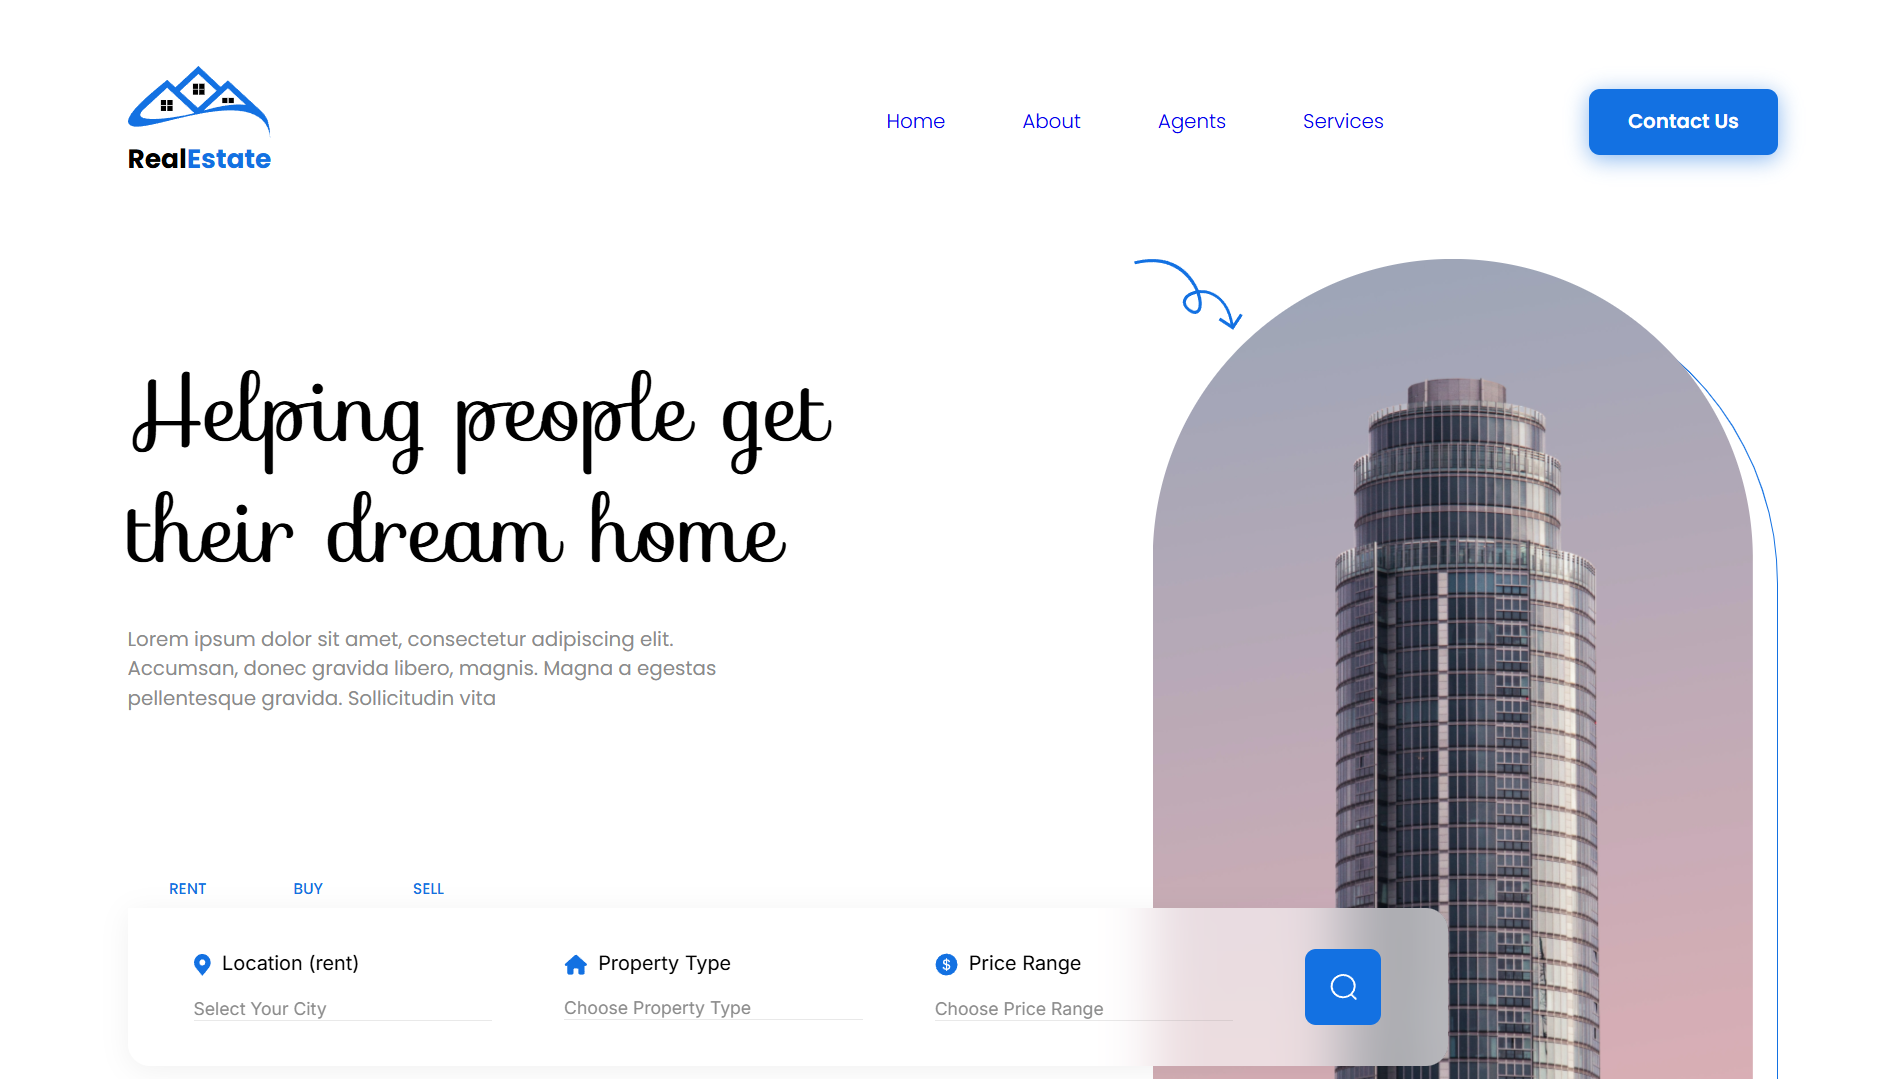 RealEstate
Home About Agents Services
Contact Us
Helping people get
their dream home
Lorem ipsum dolor sit amet, consectetur adipiscing elit.
Accumsan, donec gravida libero, magnis. Magna a egestas
pellentesque gravida. Sollicitudin vita
RENT BUY SELL
Location (rent)
Select Your City
Property Type
Choose Property Type
Price Range
Choose Price Range